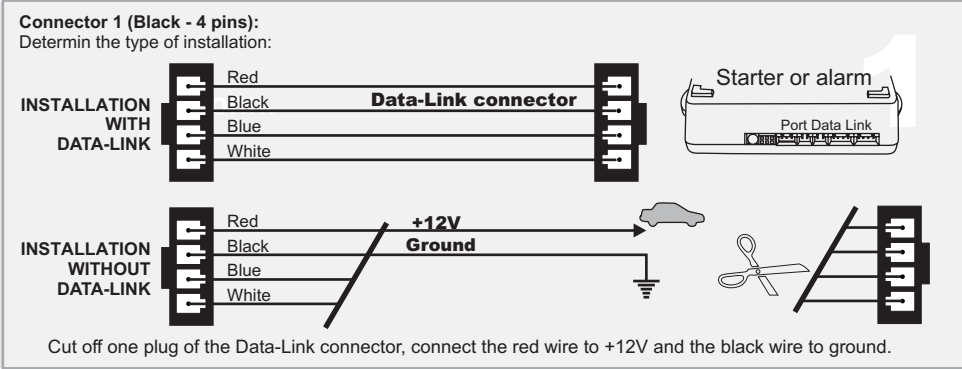 Connector 1 (Black - 4 pins):
Determin the type of installation:
1
INSTALLATION
WITH
DATA-LINK
Red
Black
Blue
White
Data-Link connector
Starter or alarm
Port Data Link
INSTALLATION
WITHOUT
DATA-LINK
Red
Black
Blue
White
+12V
Ground
Cut off one plug of the Data-Link connector, connect the red wire to +12V and the black wire to ground.